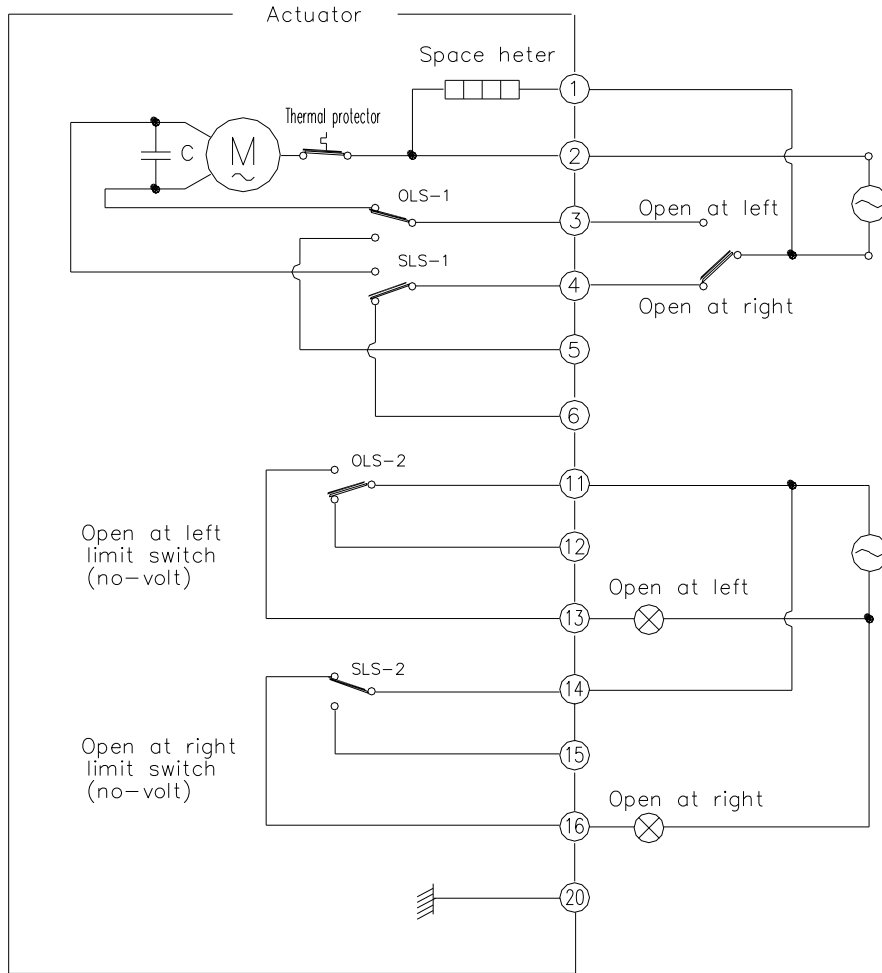 Actuator
Space heter
1
Thermal protector
C
M
2
OLS-1
3
Open at left
SLS-1
4
Open at right
5
6
OLS-2
11
Open at left
limit switch
(no-volt)
12
Open at left
13
SLS-2
14
Open at right
limit switch
(no-volt)
15
Open at right
16
20